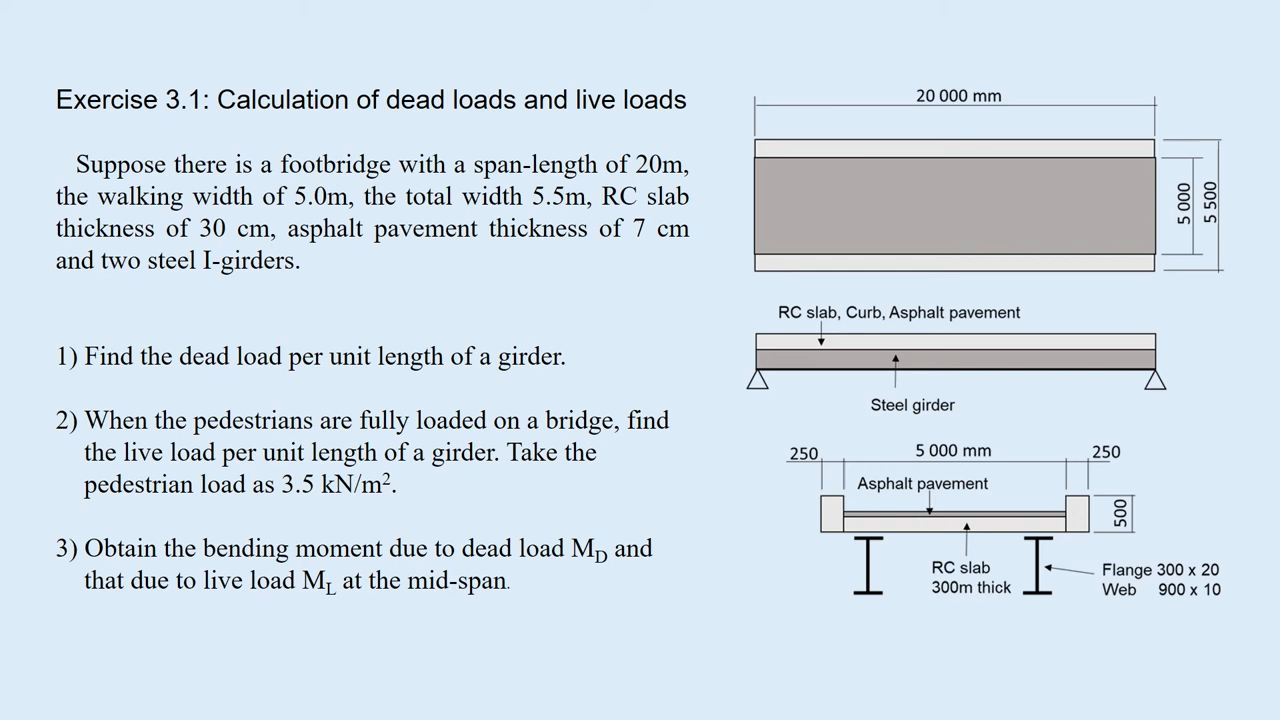 Exercise 3.1: Calculation of dead loads and live loads
Suppose there is a footbridge with a span-length of 20m,
the walking width of 5.0m, the total width 5.5m, RC slab
thickness of 30 cm, asphalt pavement thickness of 7 cm
and two steel I-girders.
1) Find the dead load per unit length of a girder.
2) When the pedestrians are fully loaded on a bridge, find
the live load per unit length of a girder. Take the
pedestrian load as 3.5 kN/m².
3) Obtain the bending moment due to dead load M_D and
that due to live load M_L at the mid-span.
20 000 mm
5 000
5 500
RC slab, Curb, Asphalt pavement
Steel girder
250
5 000 mm
250
Asphalt pavement
500
RC slab
300m thick
Flange 300 x 20
Web 900 x 10